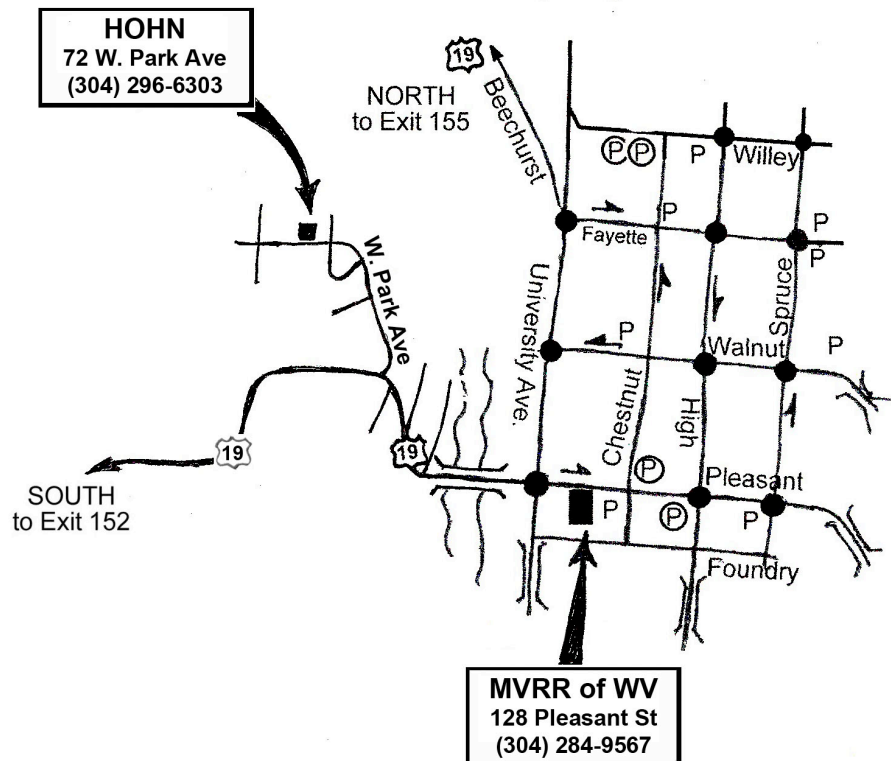 HOHN
72 W. Park Ave
(304) 296-6303
19
NORTH
to Exit 155
Beechurst
P P
P
Willey
P
Fayette
P
P
W. Park Ave
University Ave.
Spruce
P
Walnut
P
Chestnut
High
19
19
SOUTH
to Exit 152
P
Pleasant
P
P
P
Foundry
MVRR of WV
128 Pleasant St
(304) 284-9567